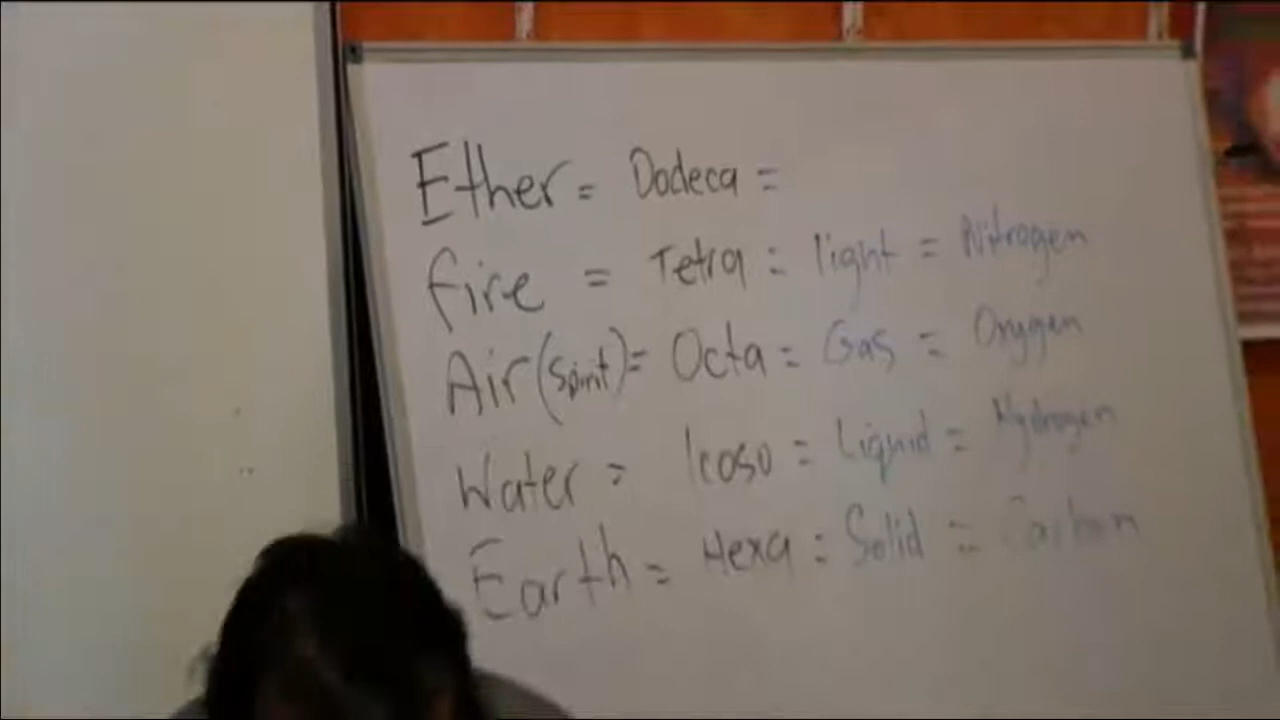 Ether = Dodeca =
fire = Tetra = light = Nitrogen
Air (spirit) = Octa = Gas = Oxygen
Water = Icoso = Liquid = Hydrogen
Earth = Hexa = Solid = Carbon